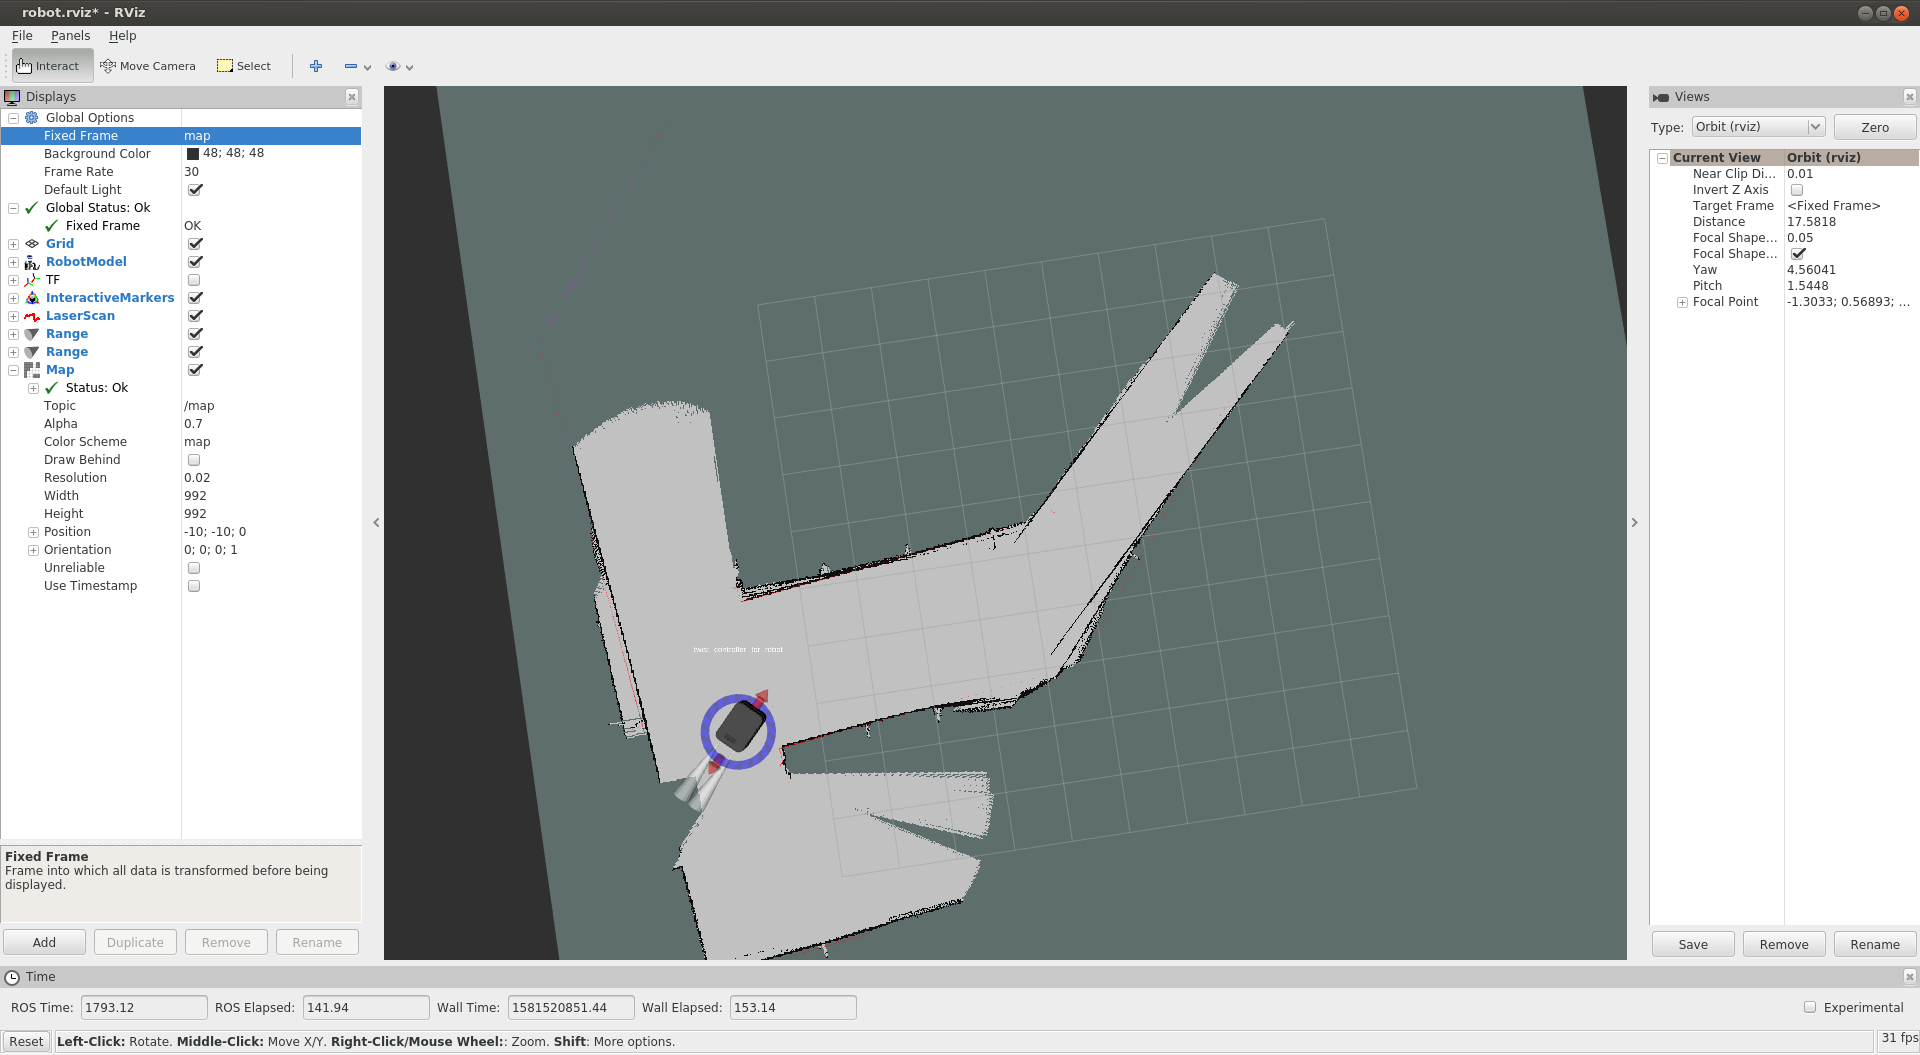 robot.rviz* - RViz
File Panels Help
Interact Move Camera Select
Displays
Global Options
Fixed Frame map
Background Color 48; 48; 48
Frame Rate 30
Default Light
Global Status: Ok
Fixed Frame OK
Grid
RobotModel
TF
InteractiveMarkers
LaserScan
Range
Range
Map
Status: Ok
Topic /map
Alpha 0.7
Color Scheme map
Draw Behind
Resolution 0.02
Width 992
Height 992
Position -10; -10; 0
Orientation 0; 0; 0; 1
Unreliable
Use Timestamp
Fixed Frame
Frame into which all data is transformed before being
displayed.
Add Duplicate Remove Rename
twist controller for robot
Views
Type: Orbit (rviz) Zero
Current View Orbit (rviz)
Near Clip Di... 0.01
Invert Z Axis
Target Frame <Fixed Frame>
Distance 17.5818
Focal Shape... 0.05
Focal Shape...
Yaw 4.56041
Pitch 1.5448
Focal Point -1.3033; 0.56893; ...
Save Remove Rename
Time
ROS Time: 1793.12 ROS Elapsed: 141.94 Wall Time: 1581520851.44 Wall Elapsed: 153.14 Experimental
Reset Left-Click: Rotate. Middle-Click: Move X/Y. Right-Click/Mouse Wheel:: Zoom. Shift: More options. 31 fps